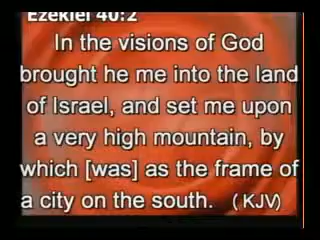 Ezekiel 40:2
In the visions of God
brought he me into the land
of Israel, and set me upon
a very high mountain, by
which [was] as the frame of
a city on the south. ( KJV)